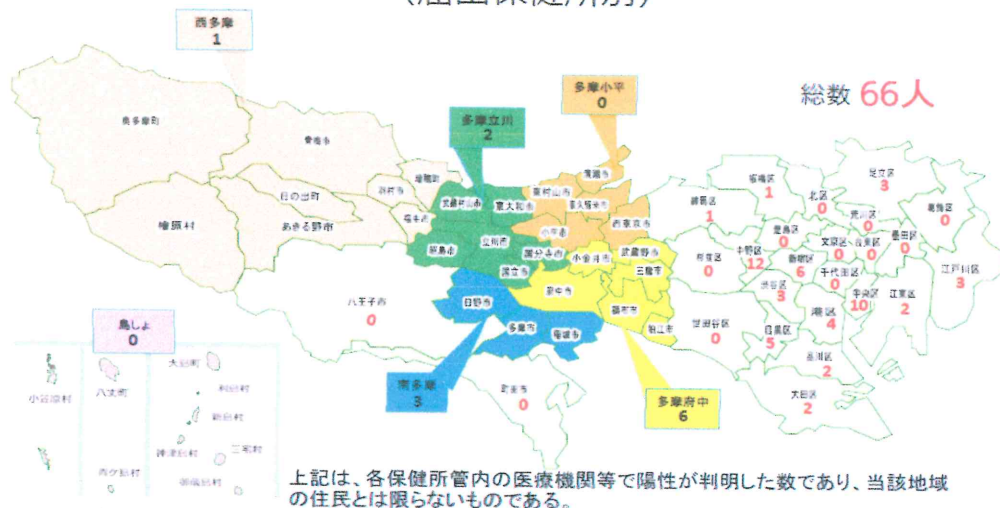 (届出保健所別)
西多摩
1
多摩小平
0
総数 66人
多摩立川
2
奥多摩町
青梅市
瑞穂町
羽村市
日の出町
福生市
檜原村
あきる野市
武蔵村山市
東大和市
東村山市
清瀬市
東久留米市
小平市
西東京市
昭島市
立川市
国分寺市
国立市
小金井市
武蔵野市
三鷹市
府中市
調布市
狛江市
日野市
多摩市
稲城市
八王子市
0
町田市
0
南多摩
3
多摩府中
6
板橋区
1
練馬区
1
北区
0
足立区
3
葛飾区
0
荒川区
0
豊島区
0
文京区
0
台東区
0
墨田区
0
杉並区
0
中野区
12
新宿区
6
千代田区
0
江戸川区
3
渋谷区
3
中央区
10
江東区
2
港区
4
世田谷区
0
目黒区
5
品川区
2
大田区
2
島しょ
0
小笠原村
八丈町
青ケ島村
大島町
利島村
新島村
神津島村
三宅村
御蔵島村
上記は、各保健所管内の医療機関等で陽性が判明した数であり、当該地域
の住民とは限らないものである。